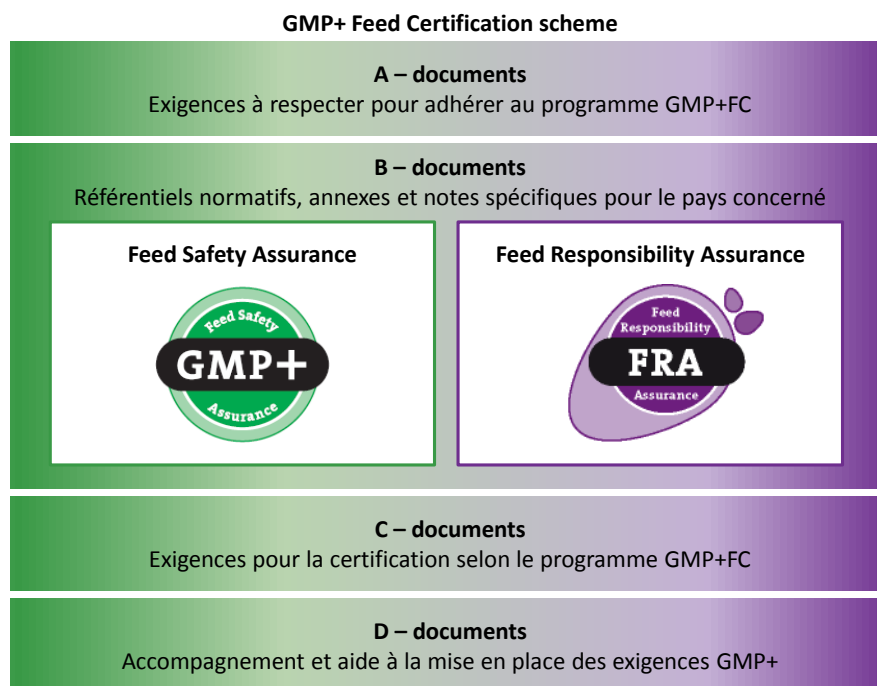 GMP+ Feed Certification scheme
A – documents
Exigences à respecter pour adhérer au programme GMP+FC
B – documents
Référentiels normatifs, annexes et notes spécifiques pour le pays concerné
Feed Safety Assurance
Feed Safety
GMP+
Assurance
Feed Responsibility Assurance
Feed
Responsibility
FRA
Assurance
C – documents
Exigences pour la certification selon le programme GMP+FC
D – documents
Accompagnement et aide à la mise en place des exigences GMP+